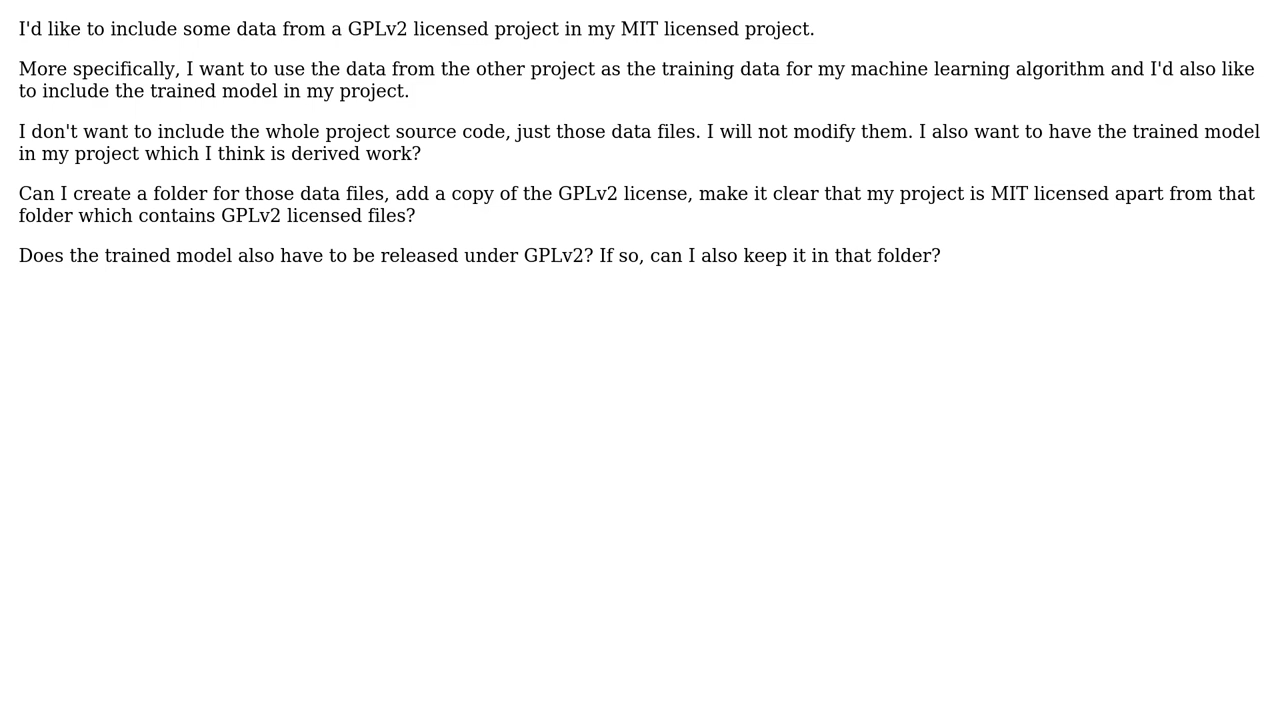 I'd like to include some data from a GPLv2 licensed project in my MIT licensed project.
More specifically, I want to use the data from the other project as the training data for my machine learning algorithm and I'd also like
to include the trained model in my project.
I don't want to include the whole project source code, just those data files. I will not modify them. I also want to have the trained model
in my project which I think is derived work?
Can I create a folder for those data files, add a copy of the GPLv2 license, make it clear that my project is MIT licensed apart from that
folder which contains GPLv2 licensed files?
Does the trained model also have to be released under GPLv2? If so, can I also keep it in that folder?